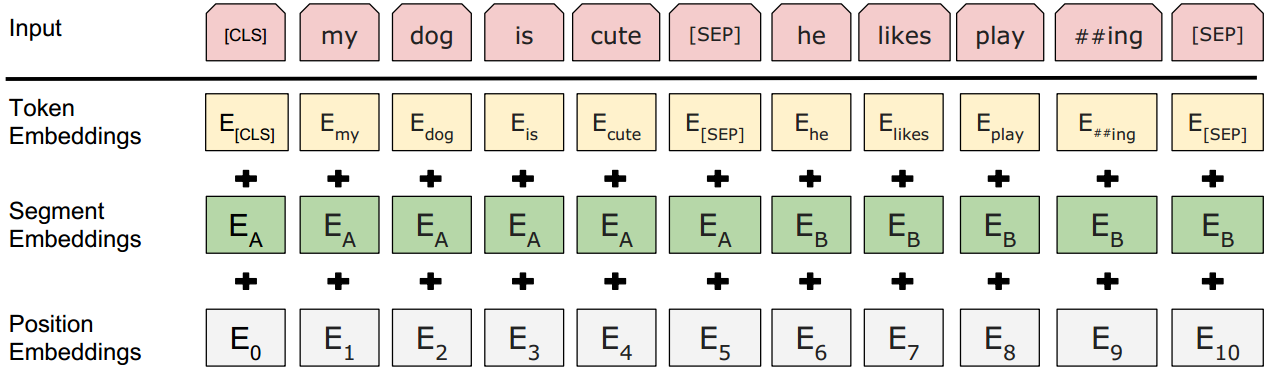 Input [CLS] my dog is cute [SEP] he likes play ##ing [SEP]
Token
Embeddings
E[CLS] Emy Edog Eis Ecute E[SEP] Ehe Elikes Eplay E##ing E[SEP]
+ + + + + + + + + + +
Segment
Embeddings
EA EA EA EA EA EA EB EB EB EB EB
+ + + + + + + + + + +
Position
Embeddings
E0 E1 E2 E3 E4 E5 E6 E7 E8 E9 E10